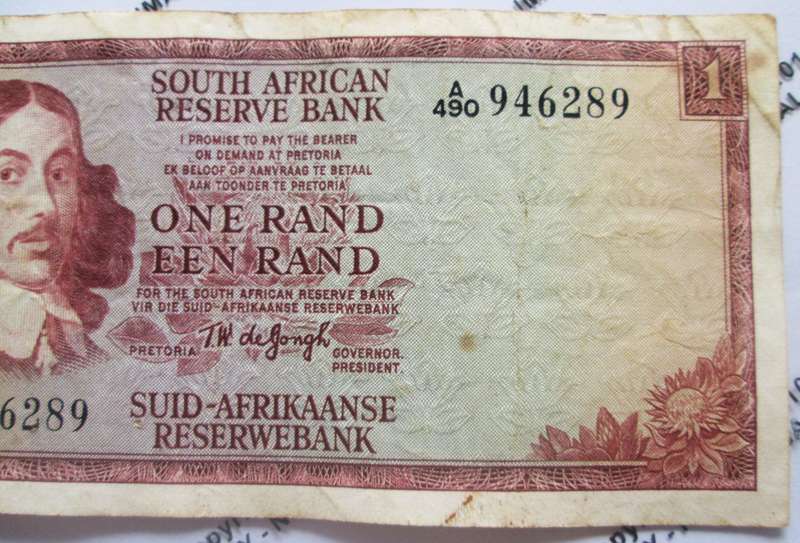 SOUTH AFRICAN
RESERVE BANK
A/490 946289
1
I PROMISE TO PAY THE BEARER
ON DEMAND AT PRETORIA
EK BELOOF OP AANVRAAG TE BETAAL
AAN TOONDER TE PRETORIA
ONE RAND
EEN RAND
FOR THE SOUTH AFRICAN RESERVE BANK
VIR DIE SUID-AFRIKAANSE RESERWEBANK
PRETORIA T.W. de Jongh GOVERNOR.
PRESIDENT.
6289
SUID-AFRIKAANSE
RESERWEBANK